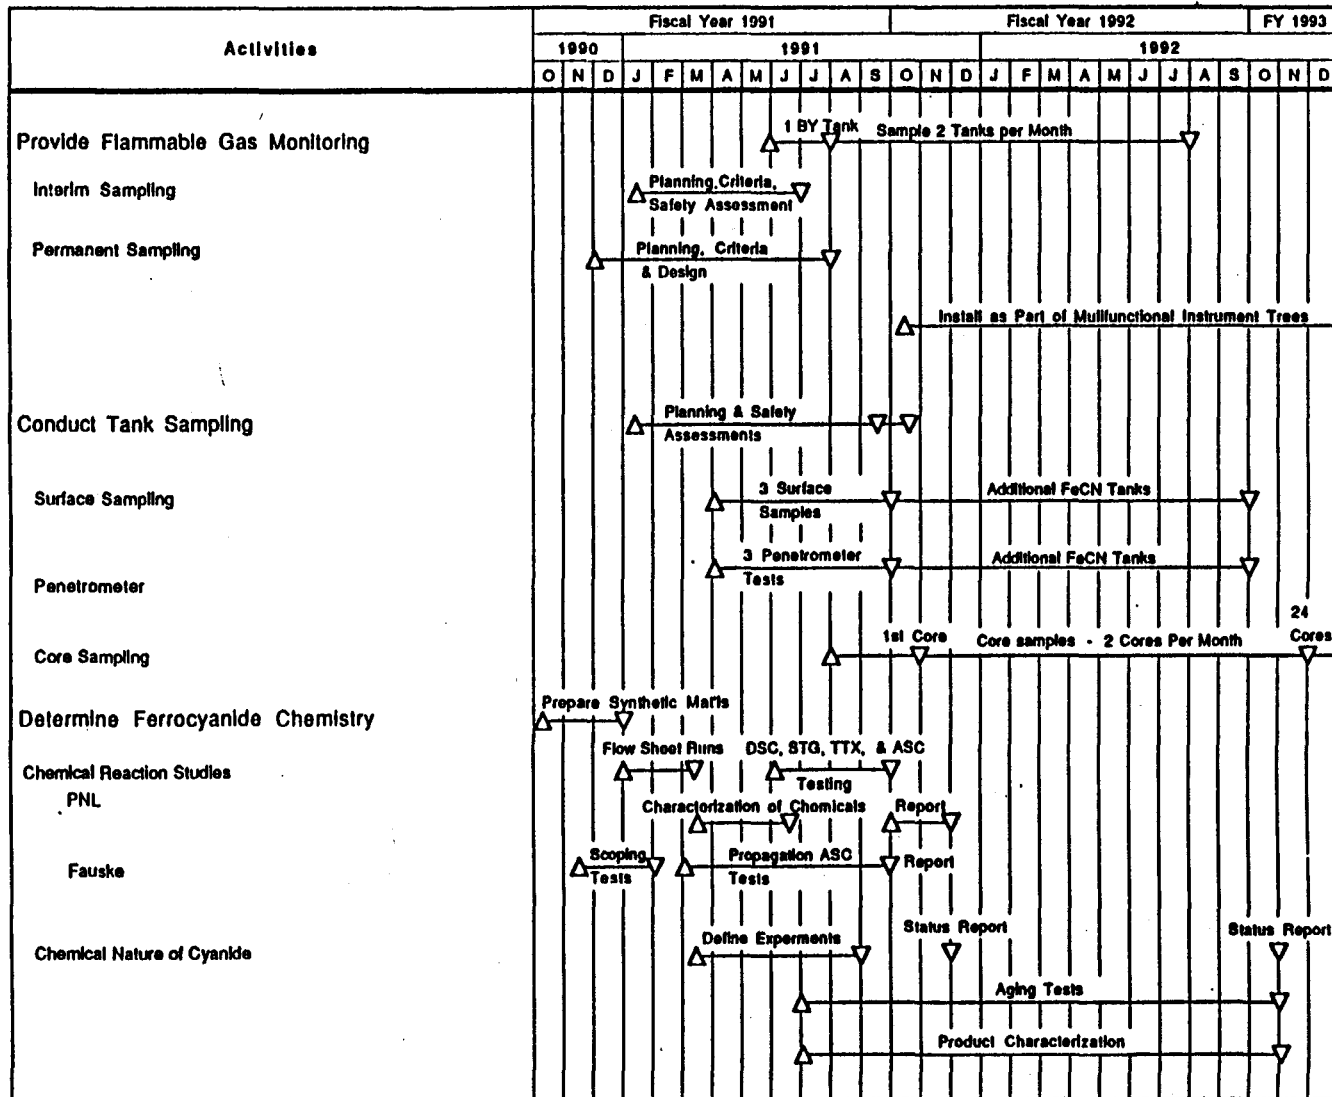 Fiscal Year 1991 Fiscal Year 1992 FY 1993
Activities
1990 1991 1992
O N D J F M A M J J A S O N D J F M A M J J A S O N D
1 BY Tank
Sample 2 Tanks per Month
Provide Flammable Gas Monitoring
Planning, Criteria,
Interim Sampling
Safety Assessment
Permanent Sampling
Planning, Criteria
& Design
Install as Part of Multifunctional Instrument Trees
Conduct Tank Sampling
Planning & Safety
Assessments
Surface Sampling
3 Surface
Samples
Additional FeCN Tanks
3 Penetrometer
Tests
Additional FeCN Tanks
Penetrometer
24
1st Core
Core samples - 2 Cores Per Month
Cores
Core Sampling
Prepare Synthetic Mat'ls
Determine Ferrocyanide Chemistry
Flow Sheet Runs
DSC, STG, TTX, & ASC
Testing
Chemical Reaction Studies
PNL
Characterization of Chemicals
Report
Scoping
Tests
Propagation ASC
Tests
Report
Fauske
Status Report
Status Report
Define Experments
Chemical Nature of Cyanide
Aging Tests
Product Characterization